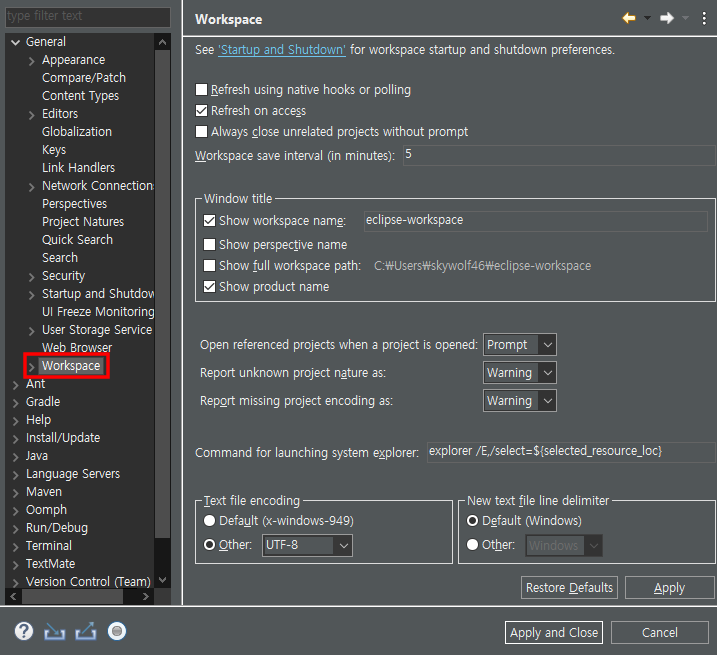 type filter text
General
Appearance
Compare/Patch
Content Types
Editors
Globalization
Keys
Link Handlers
Network Connection
Perspectives
Project Natures
Quick Search
Search
Security
Startup and Shutdow
UI Freeze Monitoring
User Storage Service
Web Browser
Workspace
Ant
Gradle
Help
Install/Update
Java
Language Servers
Maven
Oomph
Run/Debug
Terminal
TextMate
Version Control (Team)
Workspace
See 'Startup and Shutdown' for workspace startup and shutdown preferences.
Refresh using native hooks or polling
Refresh on access
Always close unrelated projects without prompt
Workspace save interval (in minutes): 5
Window title
Show workspace name: eclipse-workspace
Show perspective name
Show full workspace path: C:₩Users₩skywolf46₩eclipse-workspace
Show product name
Open referenced projects when a project is opened: Prompt
Report unknown project nature as: Warning
Report missing project encoding as: Warning
Command for launching system explorer: explorer /E,/select=${selected_resource_loc}
Text file encoding
Default (x-windows-949)
Other: UTF-8
New text file line delimiter
Default (Windows)
Other: Windows
Restore Defaults
Apply
Apply and Close
Cancel